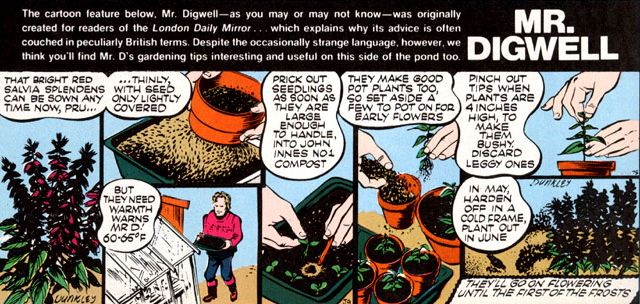 The cartoon feature below, Mr. Digwell—as you may or may not know—was originally
created for readers of the London Daily Mirror . . . which explains why its advice is often
couched in peculiarly British terms. Despite the occasionally strange language, however, we
think you'll find Mr. D's gardening tips interesting and useful on this side of the pond too.
MR.
DIGWELL
THAT BRIGHT RED
SALVIA SPLENDENS
CAN BE SOWN ANY
TIME NOW, PRU...
...THINLY,
WITH SEED
ONLY LIGHTLY
COVERED
BUT
THEY NEED
WARMTH
WARNS
MR D.!
60-65°F
DUNKLEY
PRICK OUT
SEEDLINGS
AS SOON AS
THEY ARE
LARGE
ENOUGH
TO HANDLE,
INTO JOHN
INNES NO1
COMPOST
THEY MAKE GOOD
POT PLANTS TOO,
SO SET ASIDE A
FEW TO POT ON FOR
EARLY FLOWERS
PINCH OUT
TIPS WHEN
PLANTS ARE
4 INCHES
HIGH, TO
MAKE
THEM
BUSHY.
DISCARD
LEGGY ONES
DUNKLEY
IN MAY,
HARDEN
OFF IN A
COLD FRAME,
PLANT OUT
IN JUNE
THEY'LL GO ON FLOWERING
UNTIL THE FIRST OF THE FROSTS